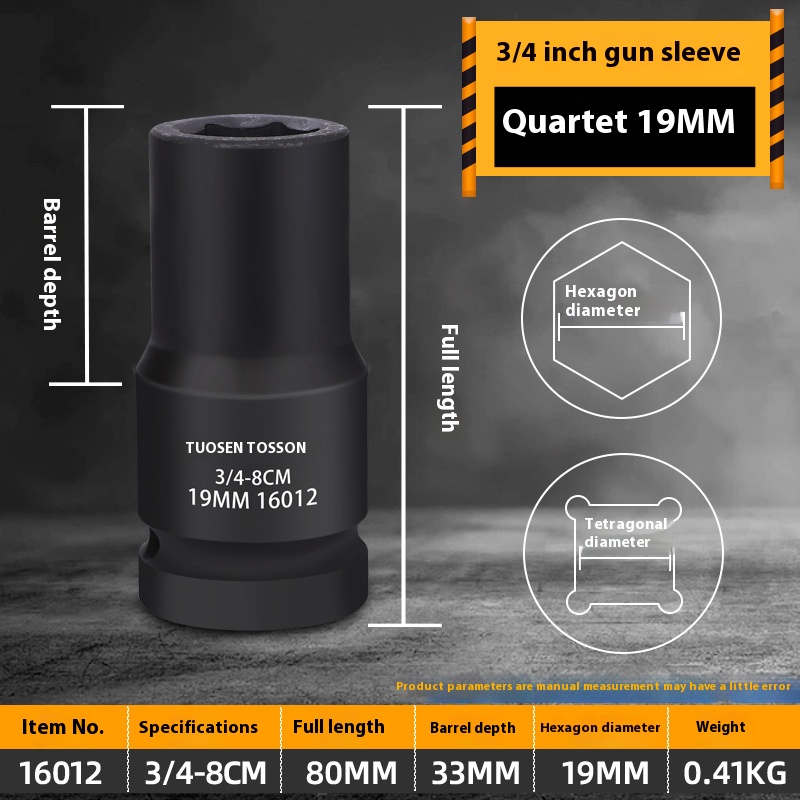 3/4 inch gun sleeve
Quartet 19MM
Barrel depth
Full length
Hexagon
diameter
TUOSEN TOSSON
3/4-8CM
19MM 16012
Tetragonal
diameter
Product parameters are manual measurement may have a little error
Item No. Specifications Full length Barrel depth Hexagon diameter Weight
16012 3/4-8CM 80MM 33MM 19MM 0.41KG